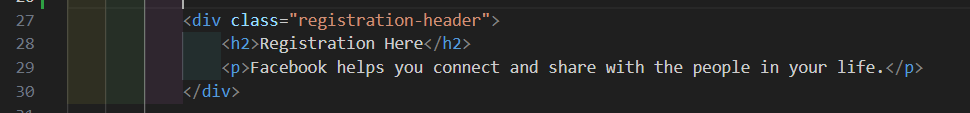 27 <div class="registration-header">
28 <h2>Registration Here</h2>
29 <p>Facebook helps you connect and share with the people in your life.</p>
30 </div>